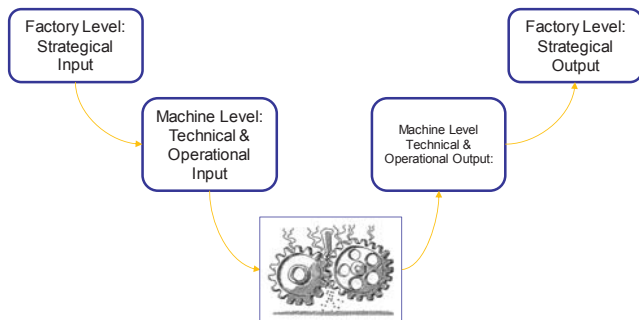 Factory Level:
Strategical
Input
Factory Level:
Strategical
Output
Machine Level:
Technical &
Operational
Input
Machine Level
Technical &
Operational Output: